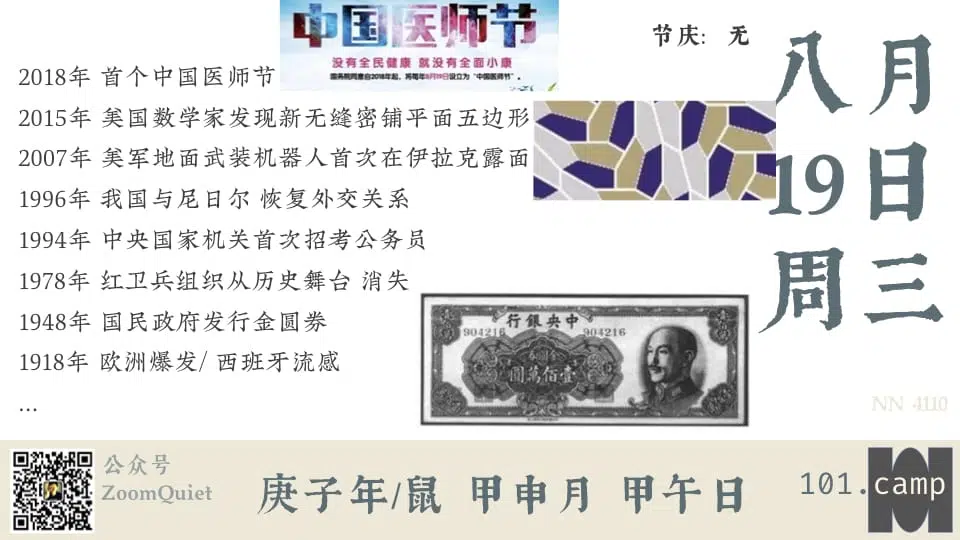 中国医师节
没有全民健康 就没有全面小康
国务院同意自2018年起，将每年8月19日设立为“中国医师节”。
节庆： 无
八月
19日
周三
2018年 首个中国医师节
2015年 美国数学家发现新无缝密铺平面五边形
2007年 美军地面武装机器人首次在伊拉克露面
1996年 我国与尼日尔 恢复外交关系
1994年 中央国家机关首次招考公务员
1978年 红卫兵组织从历史舞台 消失
1948年 国民政府发行金圆券
1918年 欧洲爆发/ 西班牙流感
...
行銀央中
904216 904216
圓萬佰壹
NN 4110
公众号
ZoomQuiet
庚子年/鼠 甲申月 甲午日
101.camp